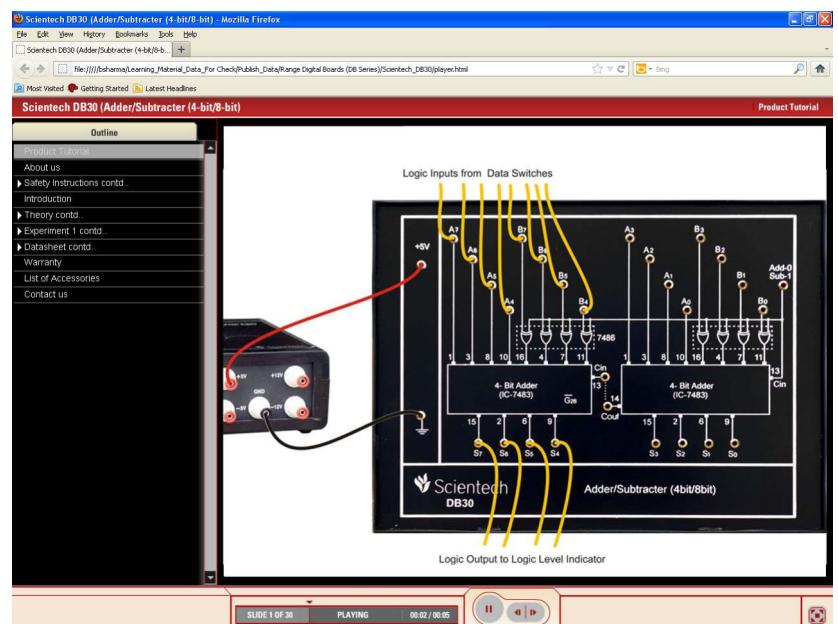 Scientech DB30 (Adder/Subtracter (4-bit/8-bit) - Mozilla Firefox
File Edit View History Bookmarks Tools Help
Scientech DB30 (Adder/Subtracter (4-bit/8-b... +
file://///bsharma/Learning_Material_Data_For Check/Publish_Data/Range Digital Boards (DB Series)/Scientech_DB30/player.html
Bing
Most Visited Getting Started Latest Headlines
Scientech DB30 (Adder/Subtracter (4-bit/8-bit)
Product Tutorial
Outline
Product Tutorial
About us
Safety Instructions contd..
Introduction
Theory contd..
Experiment 1 contd..
Datasheet contd..
Warranty
List of Accessories
Contact us
Logic Inputs from Data Switches
+5V
A7 B7 A3 B3
A6 B6 A2 B2
A5 B5 A1 B1
A4 B4 A0 B0
Add-0
Sub-1
7486
1 3 8 10 16 4 7 11
1 3 8 10 16 4 7 11
Cin
13
13
Cin
4- Bit Adder
(IC-7483)
G28
14
Cout
4- Bit Adder
(IC-7483)
15 2 6 9
15 2 6 9
S7 S6 S5 S4
S3 S2 S1 S0
+5V +12V
GND
-5V -12V
Scientech
DB30
Adder/Subtracter (4bit/8bit)
Logic Output to Logic Level Indicator
SLIDE 1 OF 30 PLAYING 00:02 / 00:05